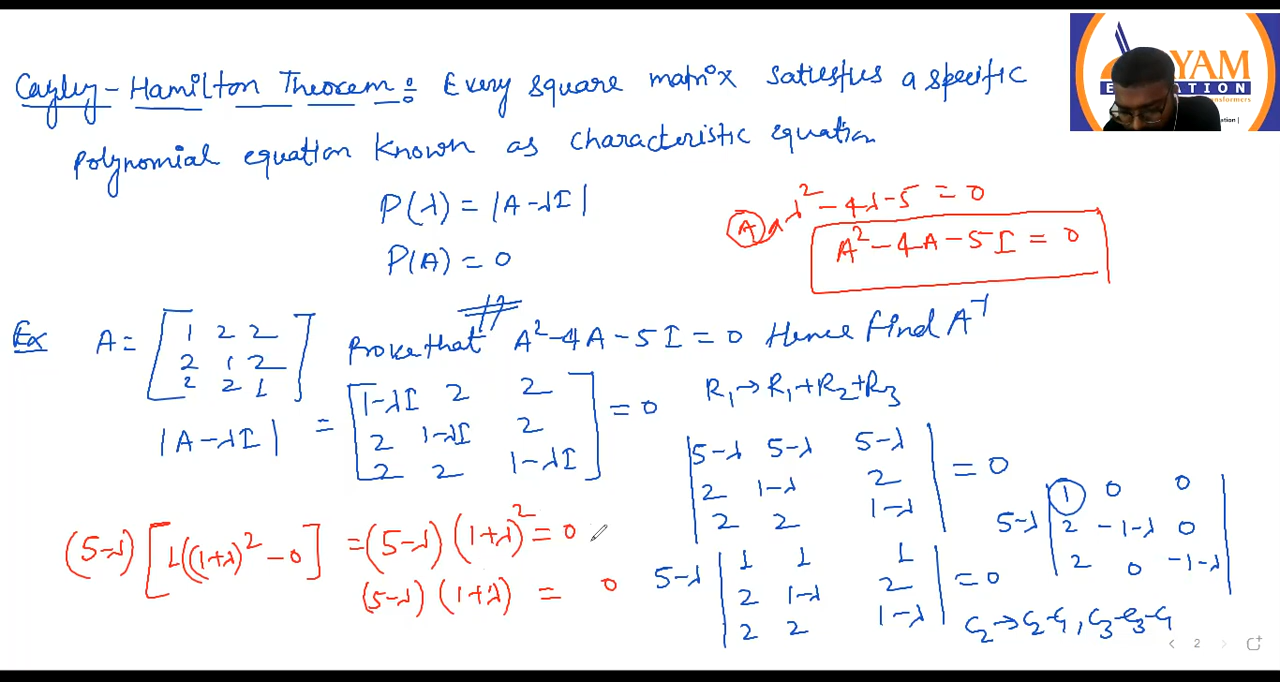 Cayley-Hamilton Theorem: Every square matrix satisfies a specific
Polynomial equation known as characteristic equation
P(λ) = |A-λI|
P(A) = 0
A λ² - 4λ - 5 = 0
A² - 4A - 5I = 0
Ex A = [1 2 2
2 1 2
2 2 1] Prove that A² - 4A - 5I = 0 Hence find A⁻¹
|A-λI| = [1-λI 2 2
2 1-λI 2
2 2 1-λI] = 0
R₁ → R₁+R₂+R₃
|5-λ 5-λ 5-λ
2 1-λ 2
2 2 1-λ| = 0
5-λ |1 1 1
2 1-λ 2
2 2 1-λ| = 0
C₂ → C₂-C₁, C₃-C₃-C₁
5-λ |1 0 0
2 -1-λ 0
2 0 -1-λ|
(5-λ) [1((1+λ)² - 0] = (5-λ) (1+λ)² = 0
(5-λ) (1+λ) = 0
YAM
EDUCATION
2